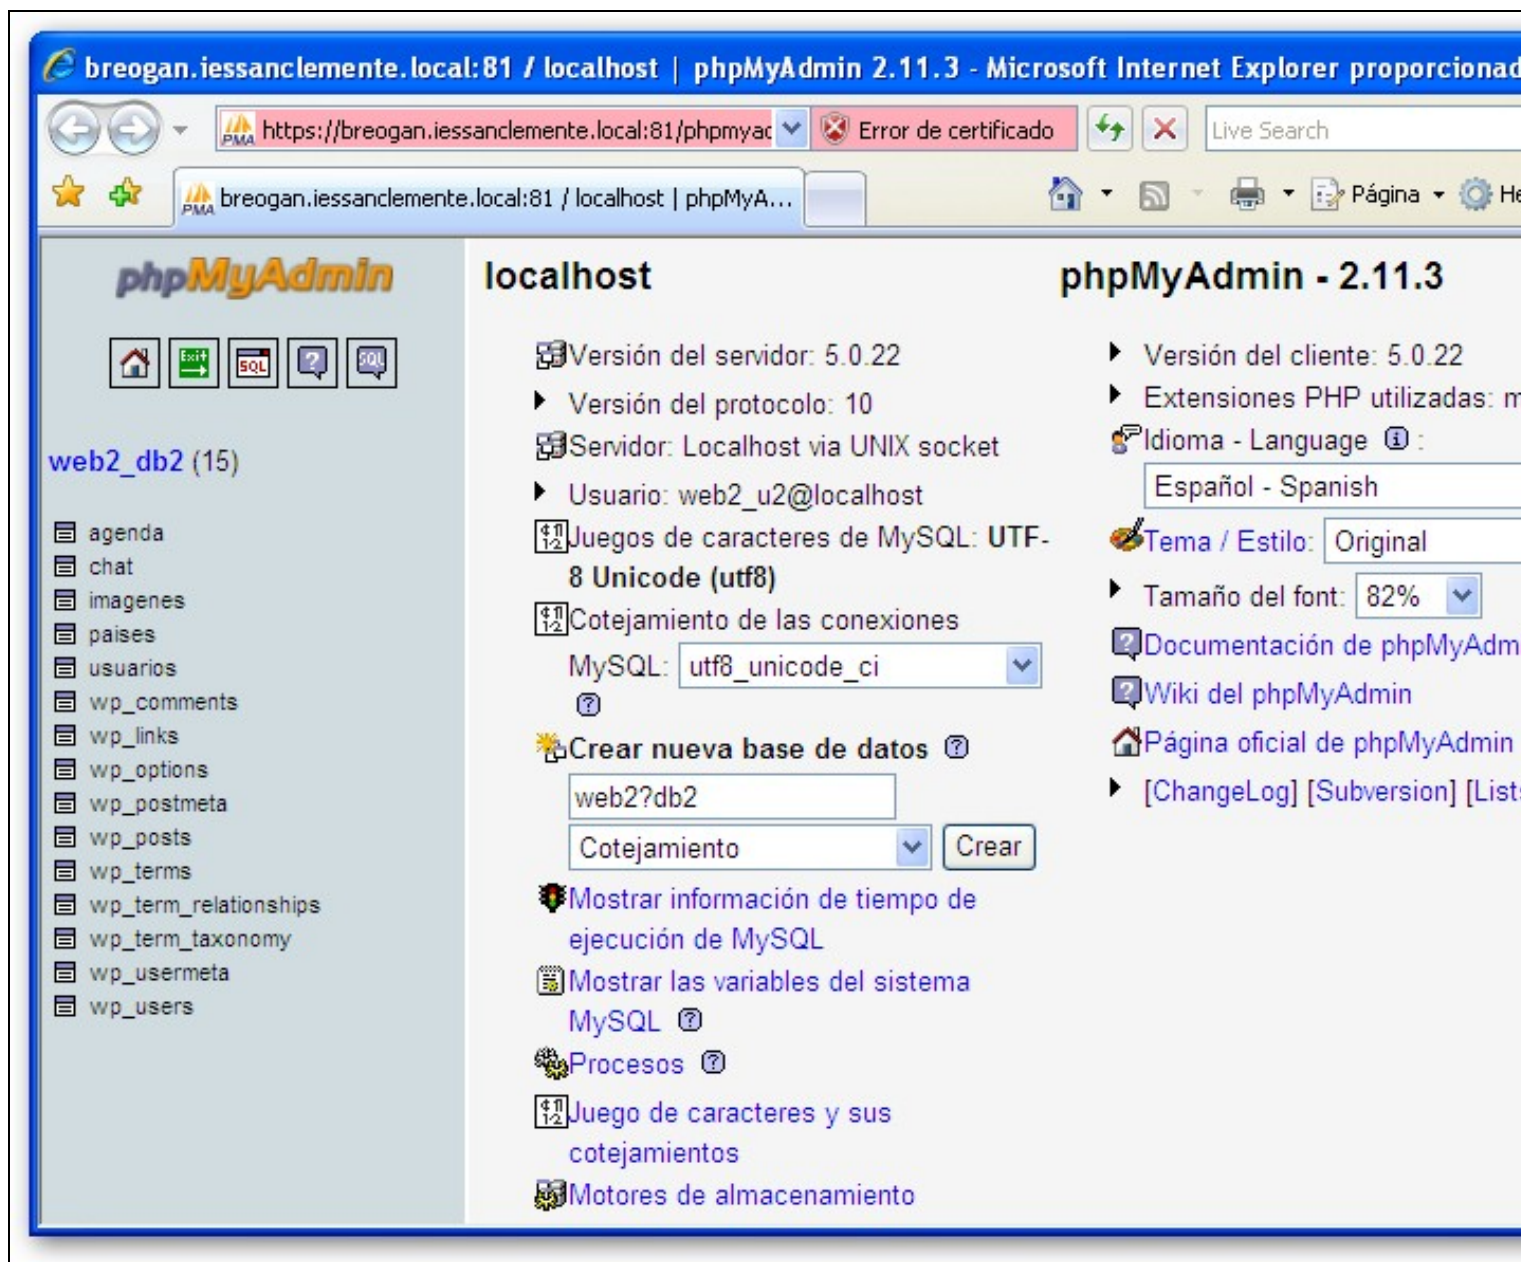 breogan.iessanclemente.local:81 / localhost | phpMyAdmin 2.11.3 - Microsoft Internet Explorer proporcionad
PMA https://breogan.iessanclemente.local:81/phpmyac Error de certificado Live Search
PMA breogan.iessanclemente.local:81 / localhost | phpMyA... Página He
phpMyAdmin
Exit SQL ? SQL
web2_db2 (15)
agenda
chat
imagenes
paises
usuarios
wp_comments
wp_links
wp_options
wp_postmeta
wp_posts
wp_terms
wp_term_relationships
wp_term_taxonomy
wp_usermeta
wp_users
localhost
Versión del servidor: 5.0.22
Versión del protocolo: 10
Servidor: Localhost via UNIX socket
Usuario: web2_u2@localhost
Juegos de caracteres de MySQL: UTF-
8 Unicode (utf8)
Cotejamiento de las conexiones
MySQL: utf8_unicode_ci
Crear nueva base de datos
web2?db2
Cotejamiento Crear
Mostrar información de tiempo de
ejecución de MySQL
Mostrar las variables del sistema
MySQL
Procesos
Juego de caracteres y sus
cotejamientos
Motores de almacenamiento
phpMyAdmin - 2.11.3
Versión del cliente: 5.0.22
Extensiones PHP utilizadas: m
Idioma - Language :
Español - Spanish
Tema / Estilo: Original
Tamaño del font: 82%
Documentación de phpMyAdm
Wiki del phpMyAdmin
Página oficial de phpMyAdmin
[ChangeLog] [Subversion] [Lists